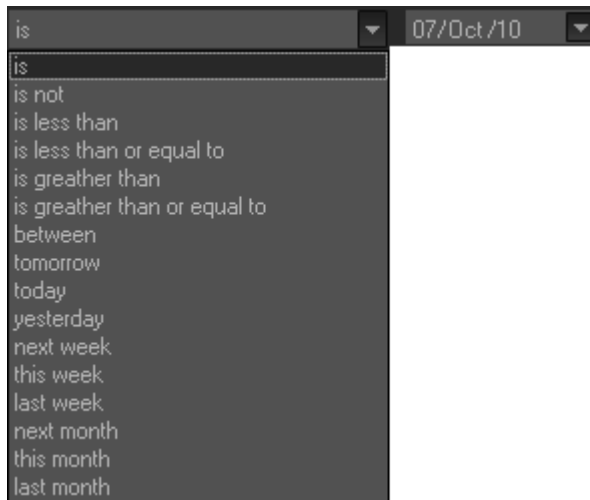 is 07/Oct/10
is
is not
is less than
is less than or equal to
is greather than
is greather than or equal to
between
tomorrow
today
yesterday
next week
this week
last week
next month
this month
last month